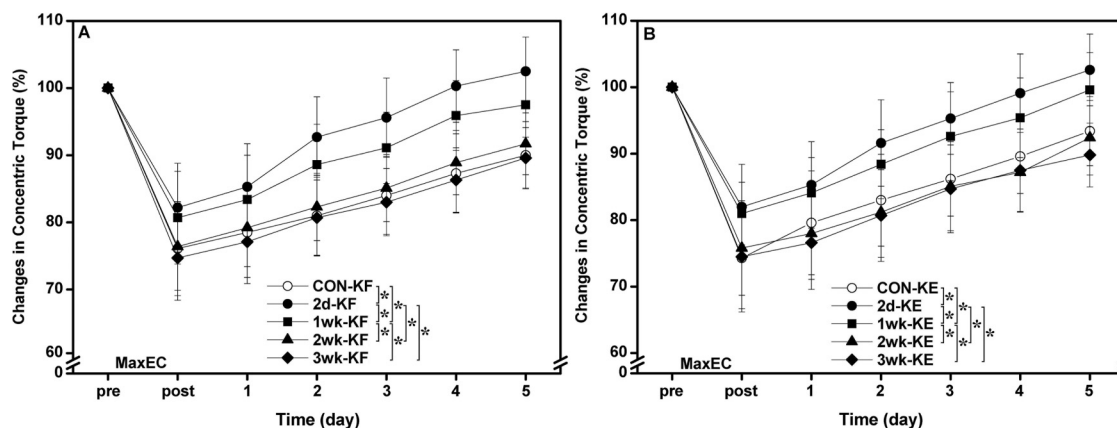 A
Changes in Concentric Torque (%)
110
100
90
80
70
60
0
MaxEC
CON-KF
2d-KF
1wk-KF
2wk-KF
3wk-KF
* * * * * * *
pre post 1 2 3 4 5
Time (day)
B
Changes in Concentric Torque (%)
110
100
90
80
70
60
0
MaxEC
CON-KE
2d-KE
1wk-KE
2wk-KE
3wk-KE
* * * * * * *
pre post 1 2 3 4 5
Time (day)